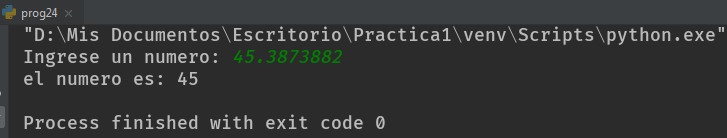 prog24 ×
"D:\Mis Documentos\Escritorio\Practica1\venv\Scripts\python.exe"
Ingrese un numero: 45.3873882
el numero es: 45
Process finished with exit code 0